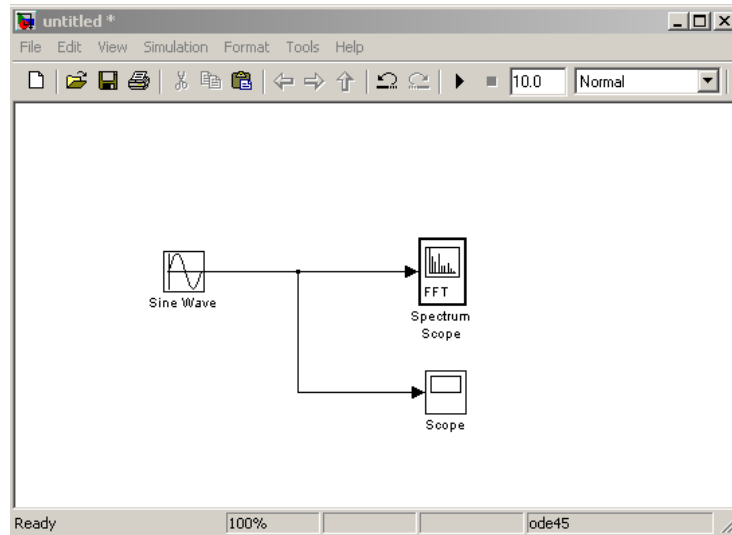 untitled *
File Edit View Simulation Format Tools Help
10.0 Normal
Sine Wave
FFT
Spectrum
Scope
Scope
Ready 100% ode45